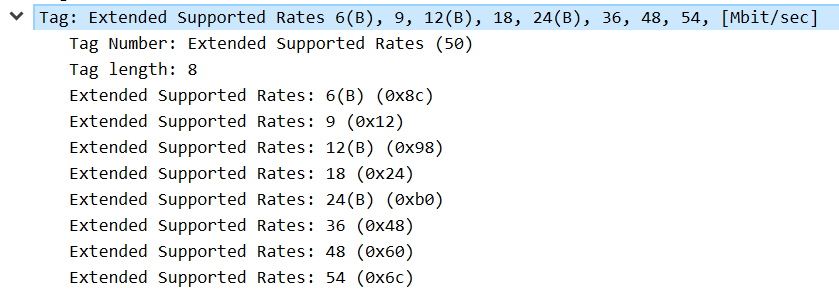 Tag: Extended Supported Rates 6(B), 9, 12(B), 18, 24(B), 36, 48, 54, [Mbit/sec]
Tag Number: Extended Supported Rates (50)
Tag length: 8
Extended Supported Rates: 6(B) (0x8c)
Extended Supported Rates: 9 (0x12)
Extended Supported Rates: 12(B) (0x98)
Extended Supported Rates: 18 (0x24)
Extended Supported Rates: 24(B) (0xb0)
Extended Supported Rates: 36 (0x48)
Extended Supported Rates: 48 (0x60)
Extended Supported Rates: 54 (0x6c)